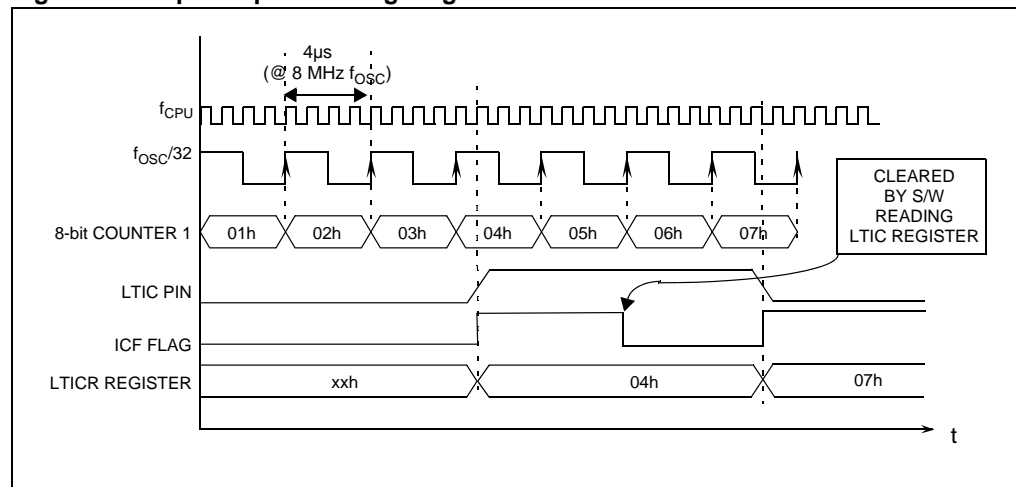 4µs
(@ 8 MHz fOSC)
fCPU
fOSC/32
CLEARED
BY S/W
READING
LTIC REGISTER
8-bit COUNTER 1
01h
02h
03h
04h
05h
06h
07h
LTIC PIN
ICF FLAG
LTICR REGISTER
xxh
04h
07h
t